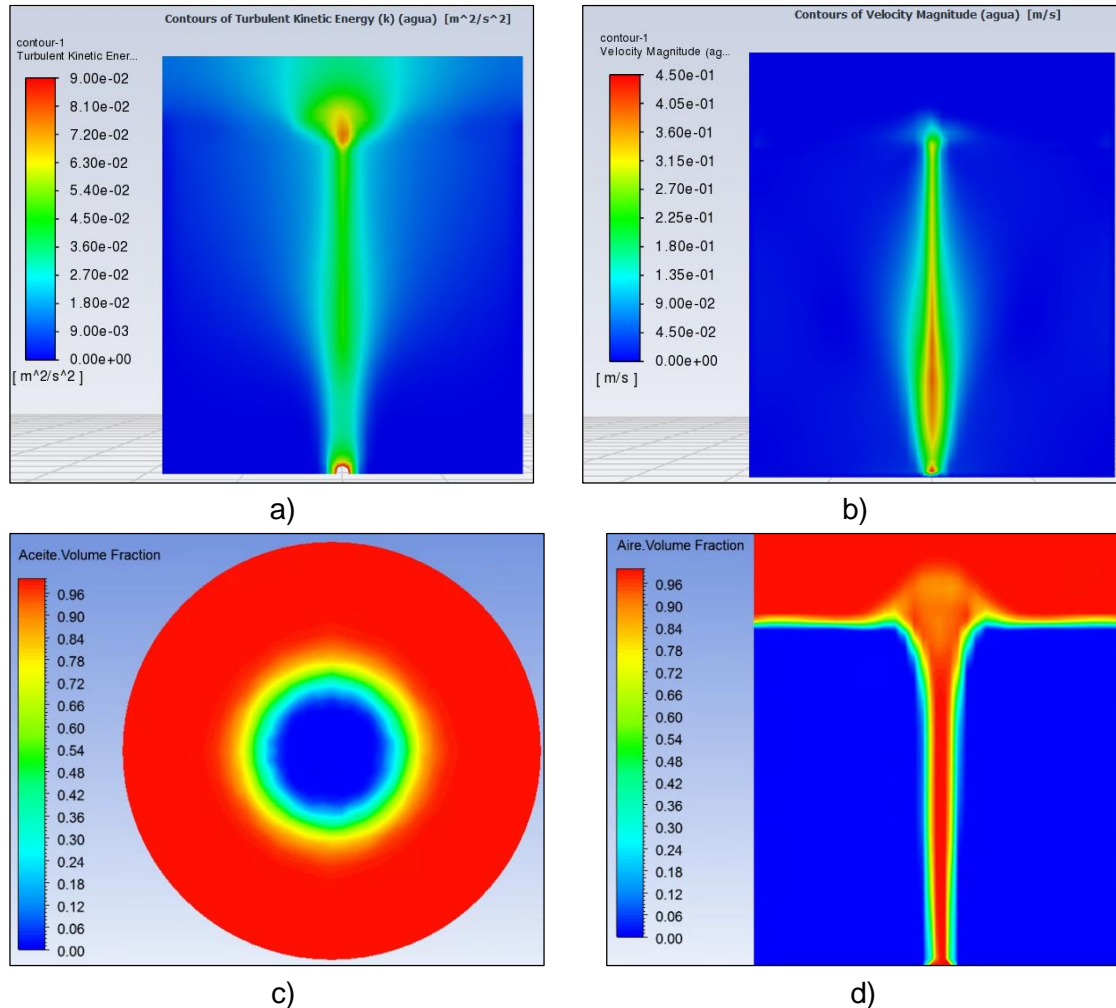 Contours of Turbulent Kinetic Energy (k) (agua) [m^2/s^2]
contour-1
Turbulent Kinetic Ener...
9.00e-02
8.10e-02
7.20e-02
6.30e-02
5.40e-02
4.50e-02
3.60e-02
2.70e-02
1.80e-02
9.00e-03
0.00e+00
[ m^2/s^2 ]
a)
Contours of Velocity Magnitude (agua) [m/s]
contour-1
Velocity Magnitude (ag...
4.50e-01
4.05e-01
3.60e-01
3.15e-01
2.70e-01
2.25e-01
1.80e-01
1.35e-01
9.00e-02
4.50e-02
0.00e+00
[ m/s ]
b)
Aceite.Volume Fraction
0.96
0.90
0.84
0.78
0.72
0.66
0.60
0.54
0.48
0.42
0.36
0.30
0.24
0.18
0.12
0.06
0.00
c)
Aire.Volume Fraction
0.96
0.90
0.84
0.78
0.72
0.66
0.60
0.54
0.48
0.42
0.36
0.30
0.24
0.18
0.12
0.06
0.00
d)